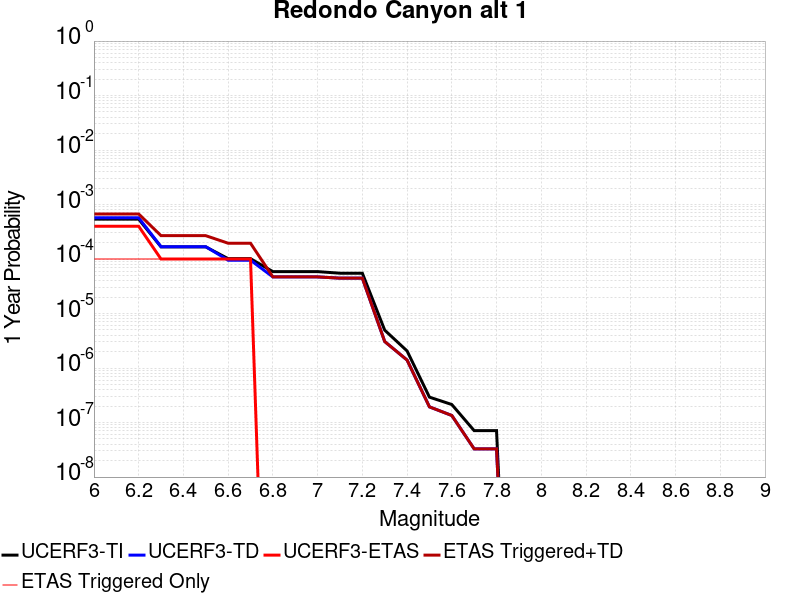 Redondo Canyon alt 1
10^0
10^-1
10^-2
10^-3
10^-4
10^-5
10^-6
10^-7
10^-8
1 Year Probability
6 6.2 6.4 6.6 6.8 7 7.2 7.4 7.6 7.8 8 8.2 8.4 8.6 8.8 9
Magnitude
UCERF3-TI UCERF3-TD UCERF3-ETAS ETAS Triggered+TD
ETAS Triggered Only